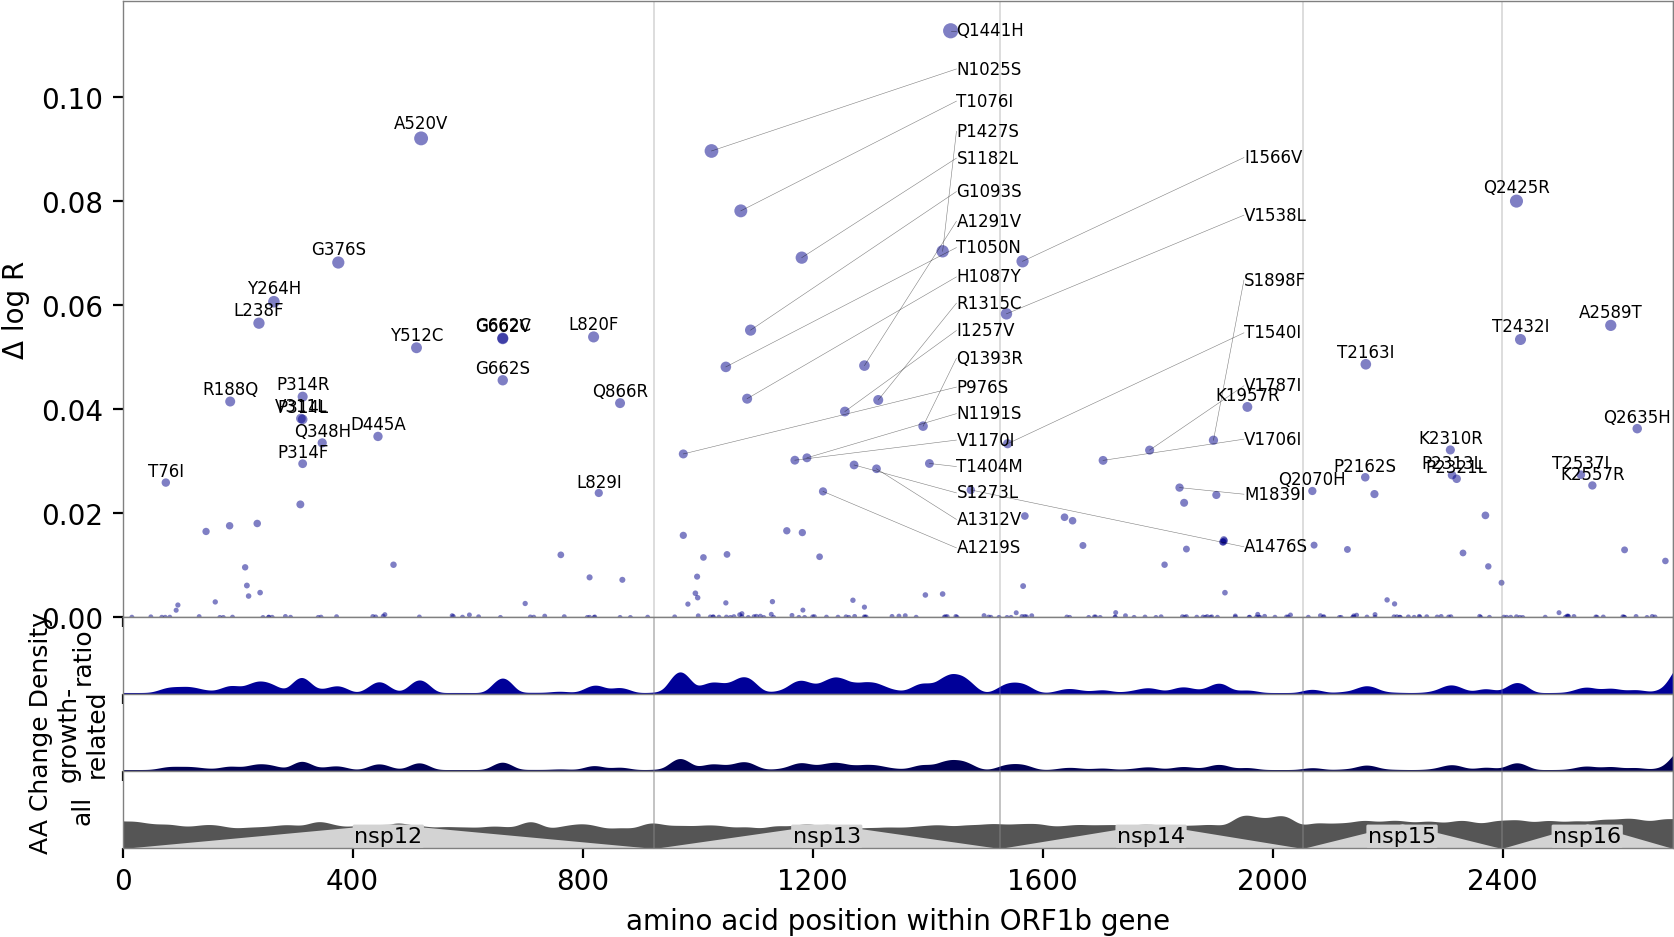 Q1441H
N1025S
0.10
T1076I
A520V
P1427S
S1182L
I1566V
0.08
Q2425R
G1093S
V1538L
A1291V
G376S
T1050N
Δ log R
Y264H
H1087Y
S1898F
0.06
L238F
R1315C
A2589T
G662C
L820F
T2432I
Y512C
I1257V
T1540I
G662S
Q1393R
T2163I
R188Q
P314R
Q866R
P976S
V1787I
K1957R
0.04
P314L
N1191S
Q2635H
Q348H
D445A
V1170I
V1706I
K2310R
P314F
T76I
T1404M
P2162S
P2313L
P2321L
T2537I
K2557R
L829I
Q2070H
S1273L
M1839I
0.02
A1312V
A1219S
A1476S
0.00
AA Change Density
ratio
growth-
related
all
nsp12
nsp13
nsp14
nsp15
nsp16
0
400
800
1200
1600
2000
2400
amino acid position within ORF1b gene